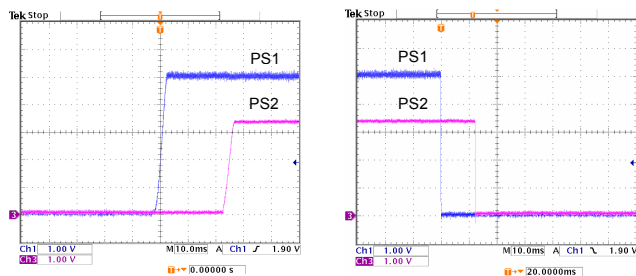 Tek Stop
T
T
PS1
PS2
3
Ch1 1.00 V
M 10.0ms A Ch1 ƒ 1.90 V
Ch3 1.00 V
T 0.00000 s
Tek Stop
T
PS1
PS2
3
Ch1 1.00 V
M 10.0ms A Ch1 1.90 V
Ch3 1.00 V
T 20.0000ms